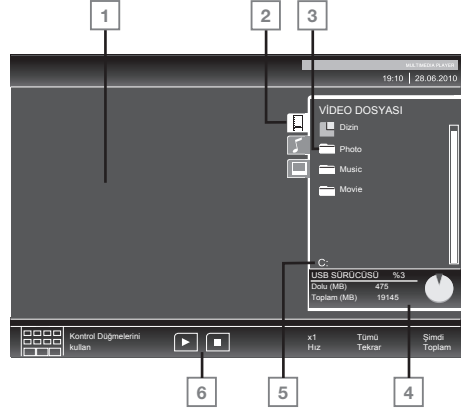 1
2
3
MULTIMEDIA PLAYER
19:10 28.06.2010
VİDEO DOSYASI
Dizin
Photo
Music
Movie
C:
USB SÜRÜCÜSÜ %3
Dolu (MB) 475
Toplam (MB) 19145
Kontrol Düğmelerini
kullan
x1 Tümü Şimdi
Hız Tekrar Toplam
6
5
4